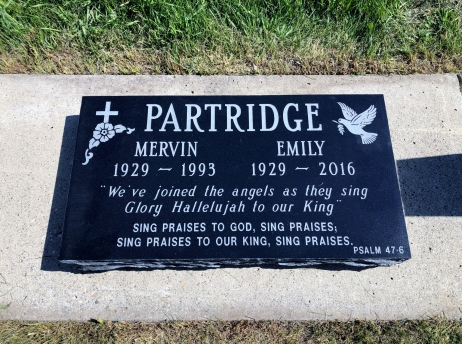 PARTRIDGE
MERVIN EMILY
1929 ~ 1993 1929 ~ 2016
"We've joined the angels as they sing
Glory Hallelujah to our King"
SING PRAISES TO GOD, SING PRAISES;
SING PRAISES TO OUR KING, SING PRAISES.
PSALM 47-6